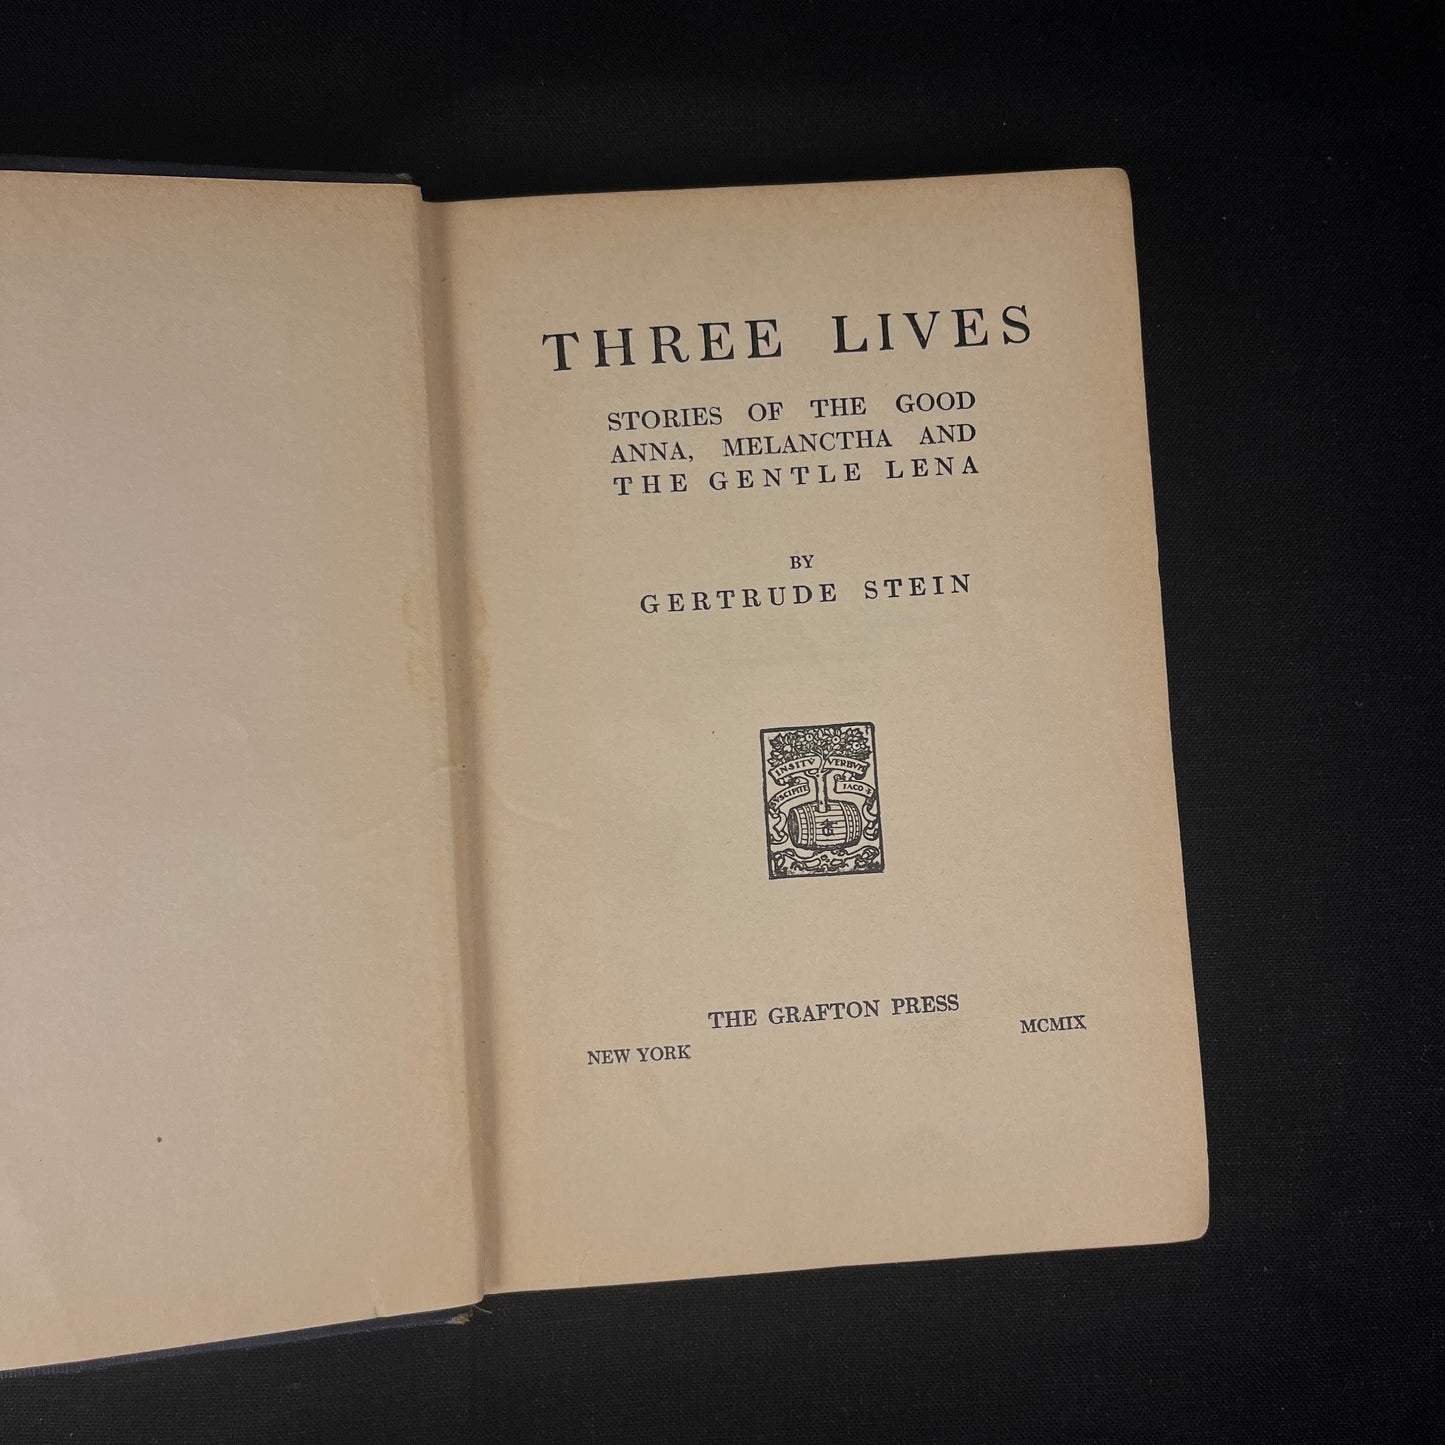 THREE LIVES
STORIES OF THE GOOD
ANNA, MELANCTHA AND
THE GENTLE LENA
BY
GERTRUDE STEIN
INSITV VERBVM
SVSCIPITE IACO
THE GRAFTON PRESS
NEW YORK MCMIX